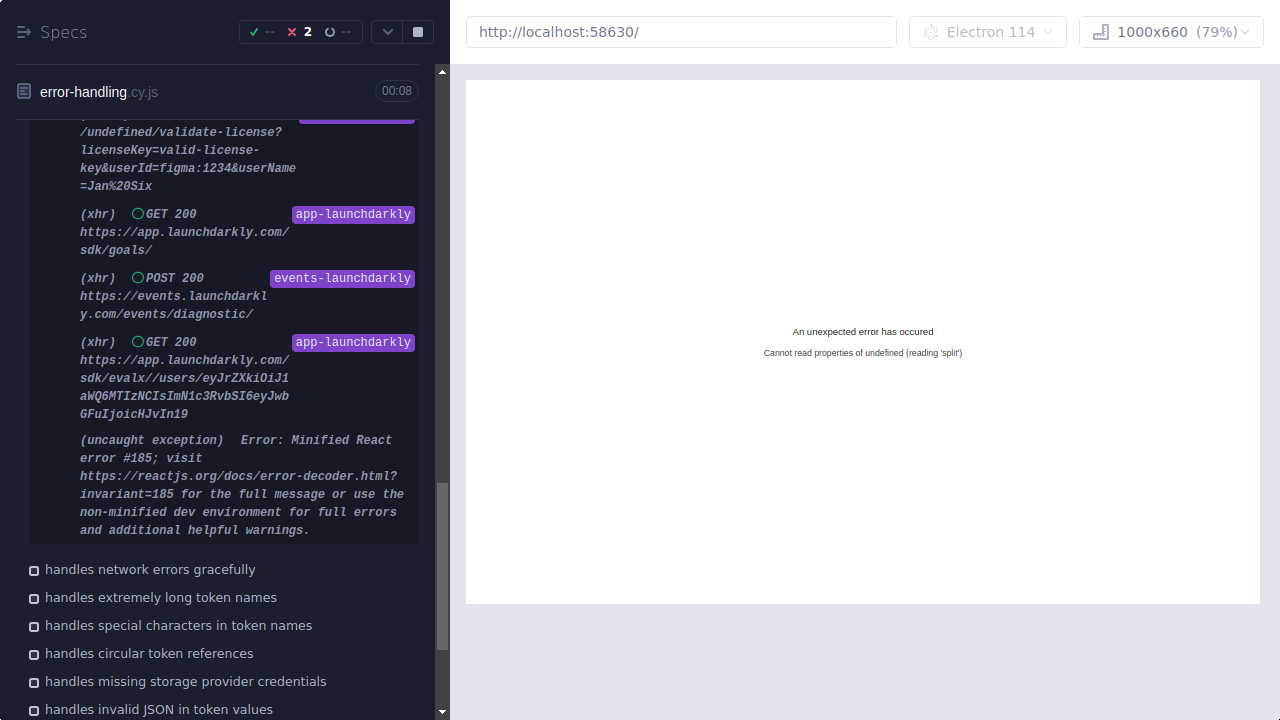 Specs
-- 2 --
http://localhost:58630/
Electron 114
1000x660 (79%)
error-handling.cy.js
00:08
/undefined/validate-license?
licenseKey=valid-license-
key&userId=figma:1234&userName
=Jan%20Six
(xhr) GET 200 app-launchdarkly
https://app.launchdarkly.com/
sdk/goals/
(xhr) POST 200 events-launchdarkly
https://events.launchdarkl
y.com/events/diagnostic/
(xhr) GET 200 app-launchdarkly
https://app.launchdarkly.com/
sdk/evalx//users/eyJrZXkiOiJ1
aWQ6MTIzNCIsImN1c3RvbSI6eyJwb
GFuIjoicHJvIn19
(uncaught exception) Error: Minified React
error #185; visit
https://reactjs.org/docs/error-decoder.html?
invariant=185 for the full message or use the
non-minified dev environment for full errors
and additional helpful warnings.
handles network errors gracefully
handles extremely long token names
handles special characters in token names
handles circular token references
handles missing storage provider credentials
handles invalid JSON in token values
An unexpected error has occured
Cannot read properties of undefined (reading 'split')